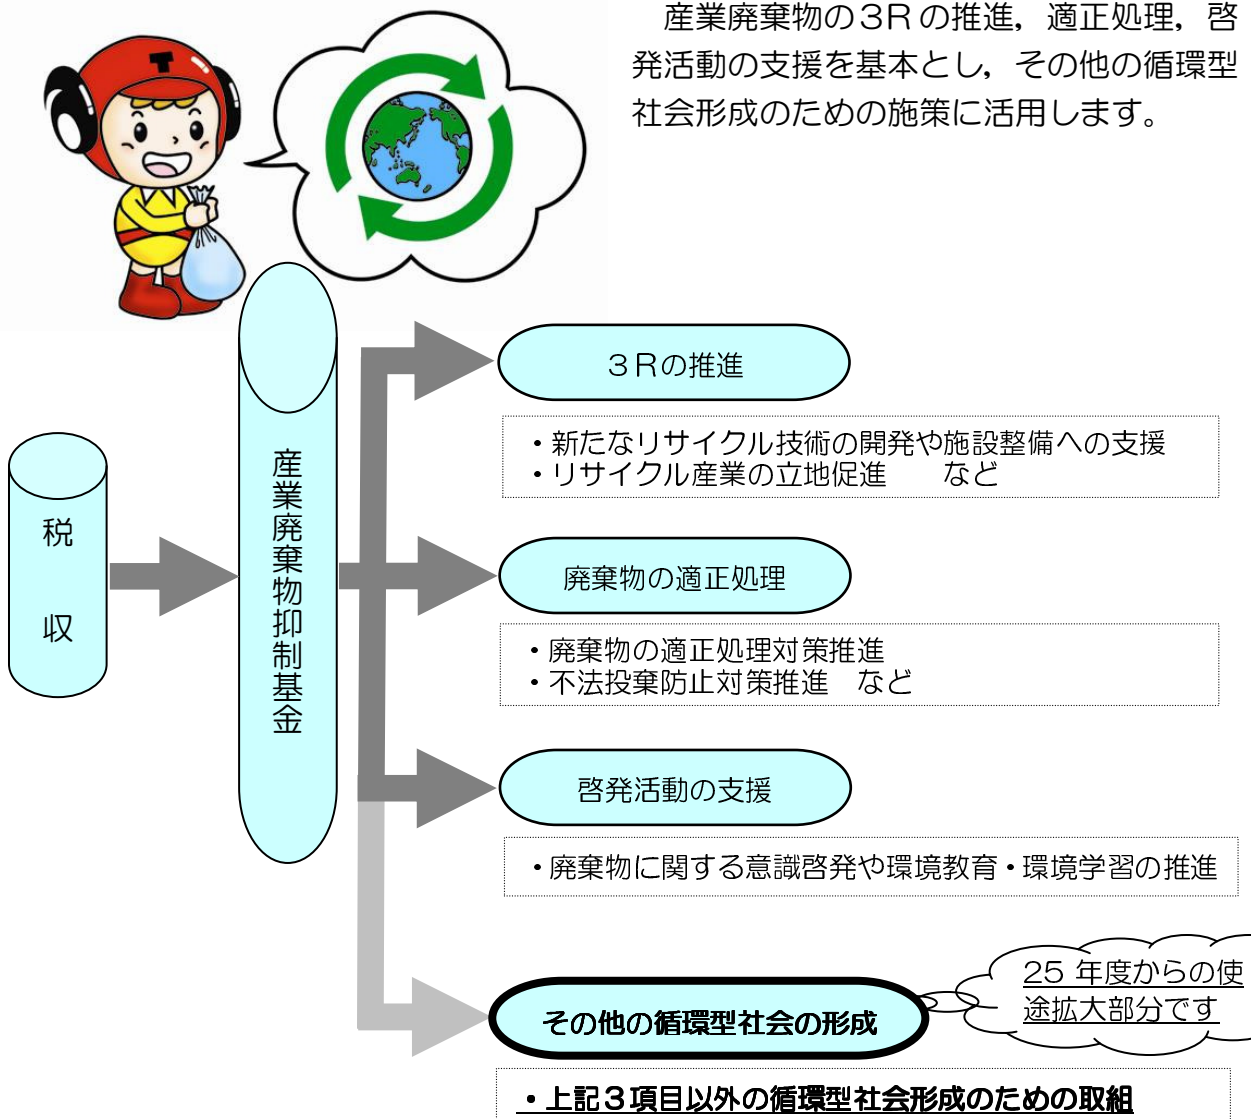 産業廃棄物の３Rの推進，適正処理，啓
発活動の支援を基本とし，その他の循環型
社会形成のための施策に活用します。
T
税収
産業廃棄物抑制基金
３Rの推進
・新たなリサイクル技術の開発や施設整備への支援
・リサイクル産業の立地促進　　など
廃棄物の適正処理
・廃棄物の適正処理対策推進
・不法投棄防止対策推進　など
啓発活動の支援
・廃棄物に関する意識啓発や環境教育・環境学習の推進
25 年度からの使
途拡大部分です
その他の循環型社会の形成
・上記３項目以外の循環型社会形成のための取組